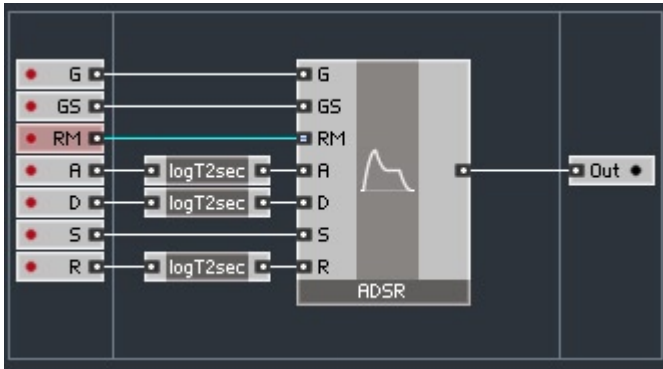 G G
GS GS
RM RM
A logT2sec A Out
D logT2sec D
S S
R logT2sec R
ADSR